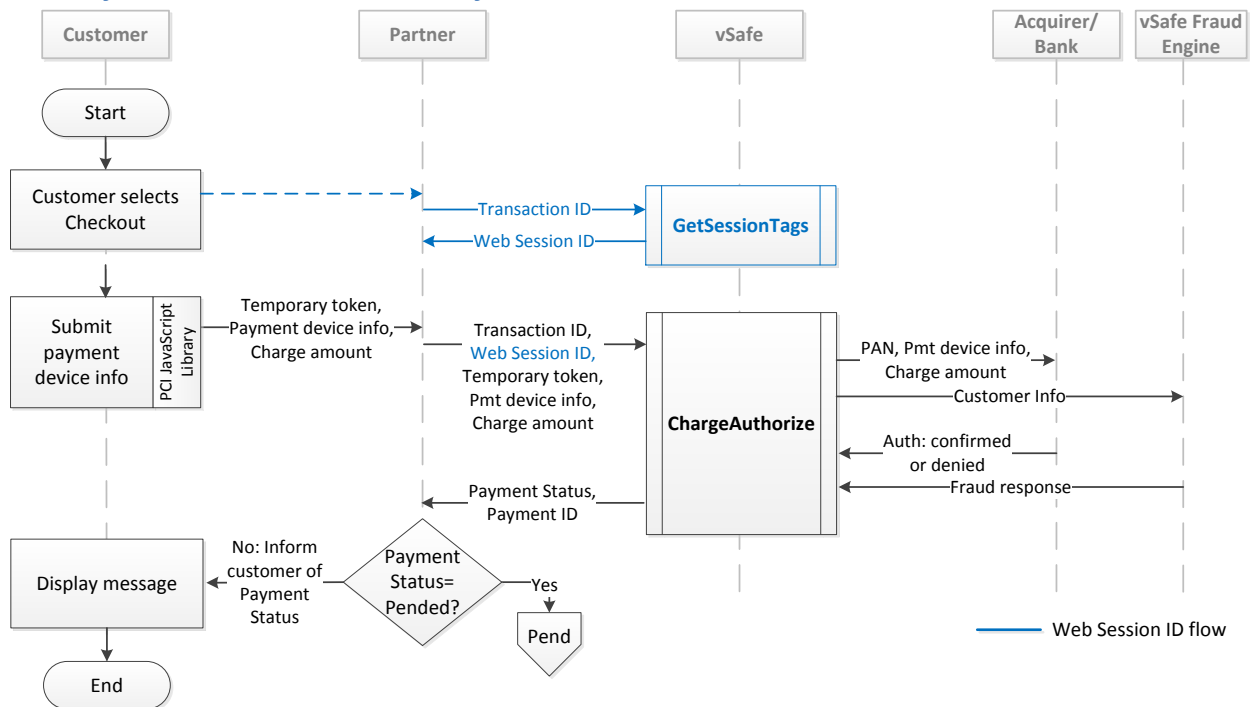 Customer
Partner
vSafe
Acquirer/
Bank
vSafe Fraud
Engine
Start
Customer selects
Checkout
Transaction ID
Web Session ID
GetSessionTags
Submit
payment
device info
PCI JavaScript
Library
Temporary token,
Payment device info,
Charge amount
Transaction ID,
Web Session ID,
Temporary token,
Pmt device info,
Charge amount
ChargeAuthorize
PAN, Pmt device info,
Charge amount
Customer Info
Auth: confirmed
or denied
Fraud response
Payment Status,
Payment ID
Display message
No: Inform
customer of
Payment
Status
Payment
Status=
Pended?
Yes
Pend
Web Session ID flow
End